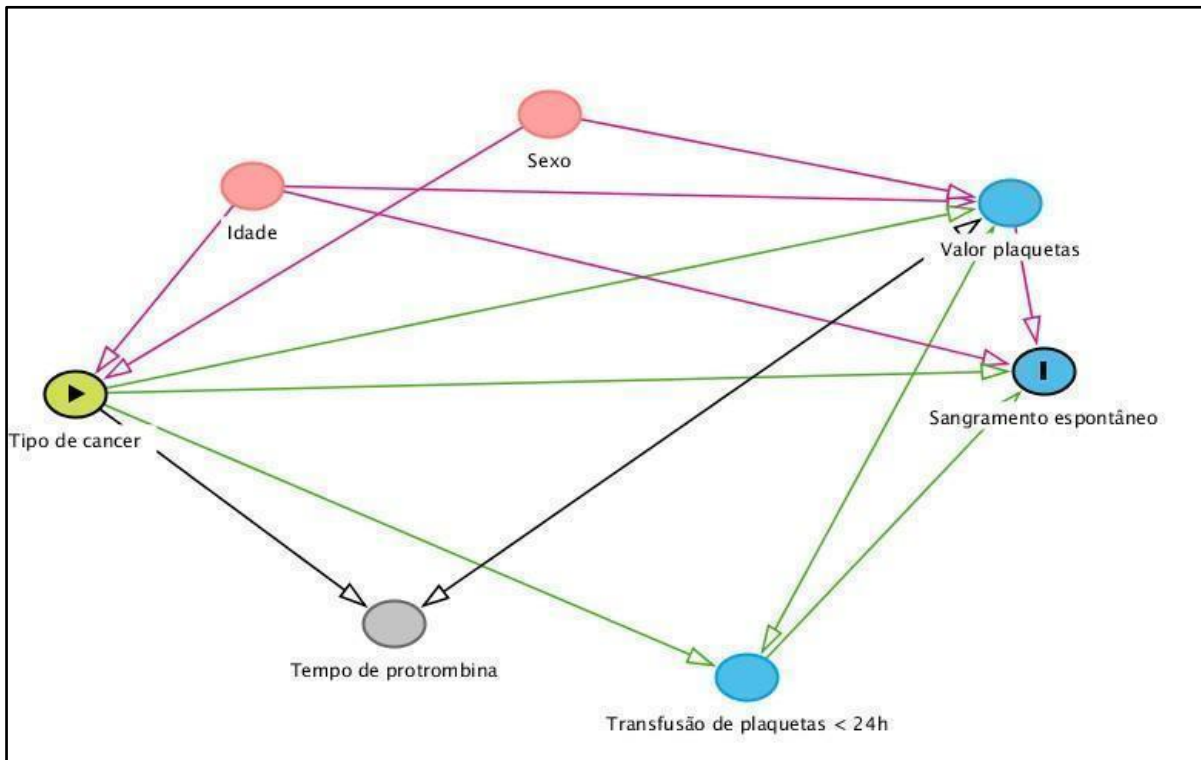 Sexo
Idade
Valor plaquetas
Sangramento espontâneo
Tipo de cancer
Tempo de protrombina
Transfusão de plaquetas < 24h